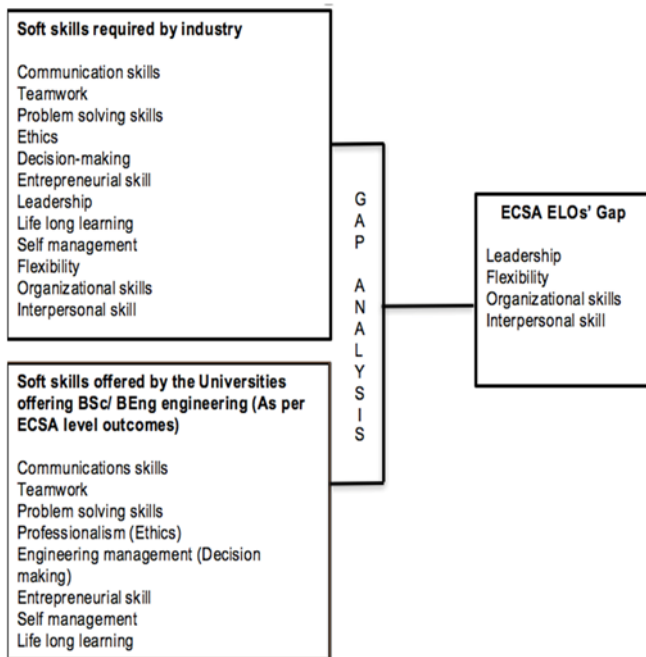 Soft skills required by industry
Communication skills
Teamwork
Problem solving skills
Ethics
Decision-making
Entrepreneurial skill
Leadership
Life long learning
Self management
Flexibility
Organizational skills
Interpersonal skill
Soft skills offered by the Universities
offering BSc/ BEng engineering (As per
ECSA level outcomes)
Communications skills
Teamwork
Problem solving skills
Professionalism (Ethics)
Engineering management (Decision
making)
Entrepreneurial skill
Self management
Life long learning
GAP ANALYSIS
ECSA ELOs' Gap
Leadership
Flexibility
Organizational skills
Interpersonal skill